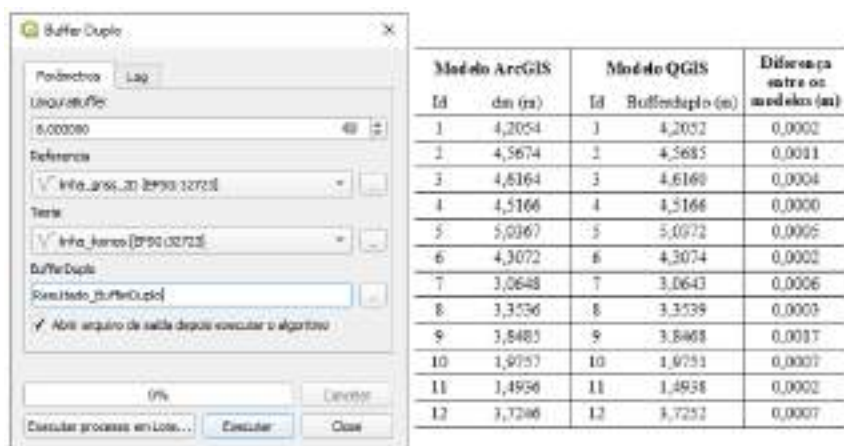 Buffer Duplo
Parâmetros
Log
LarguraBuffer
8,000000
Referencia
[EPSG:32723]
Teste
[EPSG:32723]
BufferDuplo
Resultado_BufferDuplo
Abrir arquivo de saída depois executar o algoritmo
0%
Cancelar
Executar processo em Lote...
Executar
Close
Modelo ArcGIS Modelo QGIS Diferença entre os modelos (m)
Id dm (m) Id Bufferduplo (m)
1 4,2054 1 4,2052 0,0002
2 4,5674 2 4,5685 0,0011
3 4,6164 3 4,6160 0,0004
4 4,5166 4 4,5166 0,0000
5 5,0367 5 5,0372 0,0005
6 4,3072 6 4,3074 0,0002
7 3,0648 7 3,0643 0,0006
8 3,3536 8 3,3539 0,0003
9 3,8485 9 3.8468 0,0017
10 1,9757 10 1,9751 0,0007
11 1,4936 11 1,4938 0,0002
12 3,7246 12 3,7252 0,0007